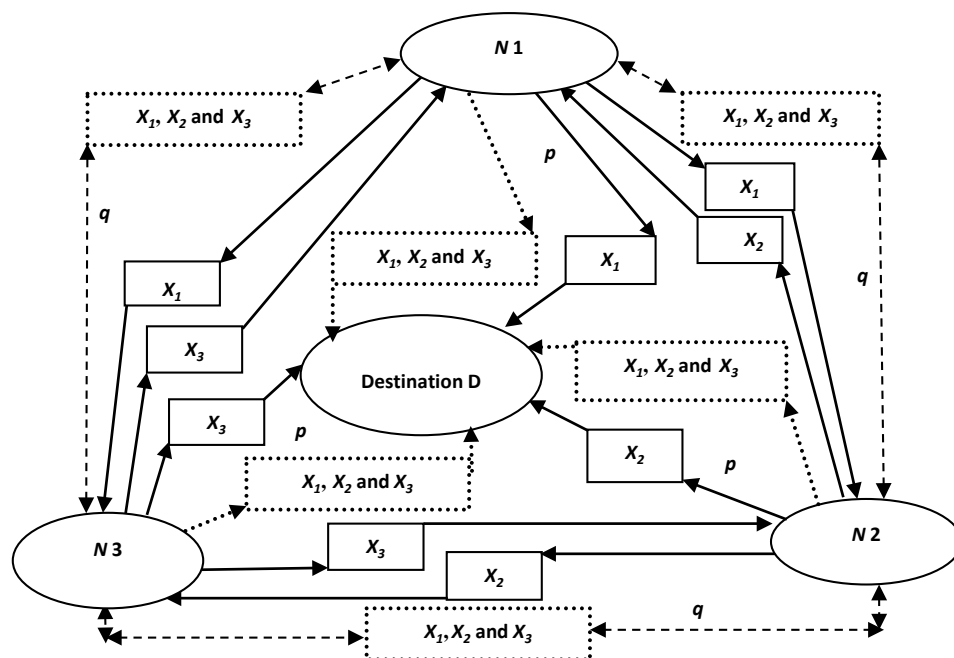 N 1
X1, X2 and X3
X1, X2 and X3
p
X1
q
X2
X1, X2 and X3
X1
q
X1
X3
X1, X2 and X3
Destination D
X3
p
X2
p
X1, X2 and X3
N 2
N 3
X3
X2
q
X1, X2 and X3